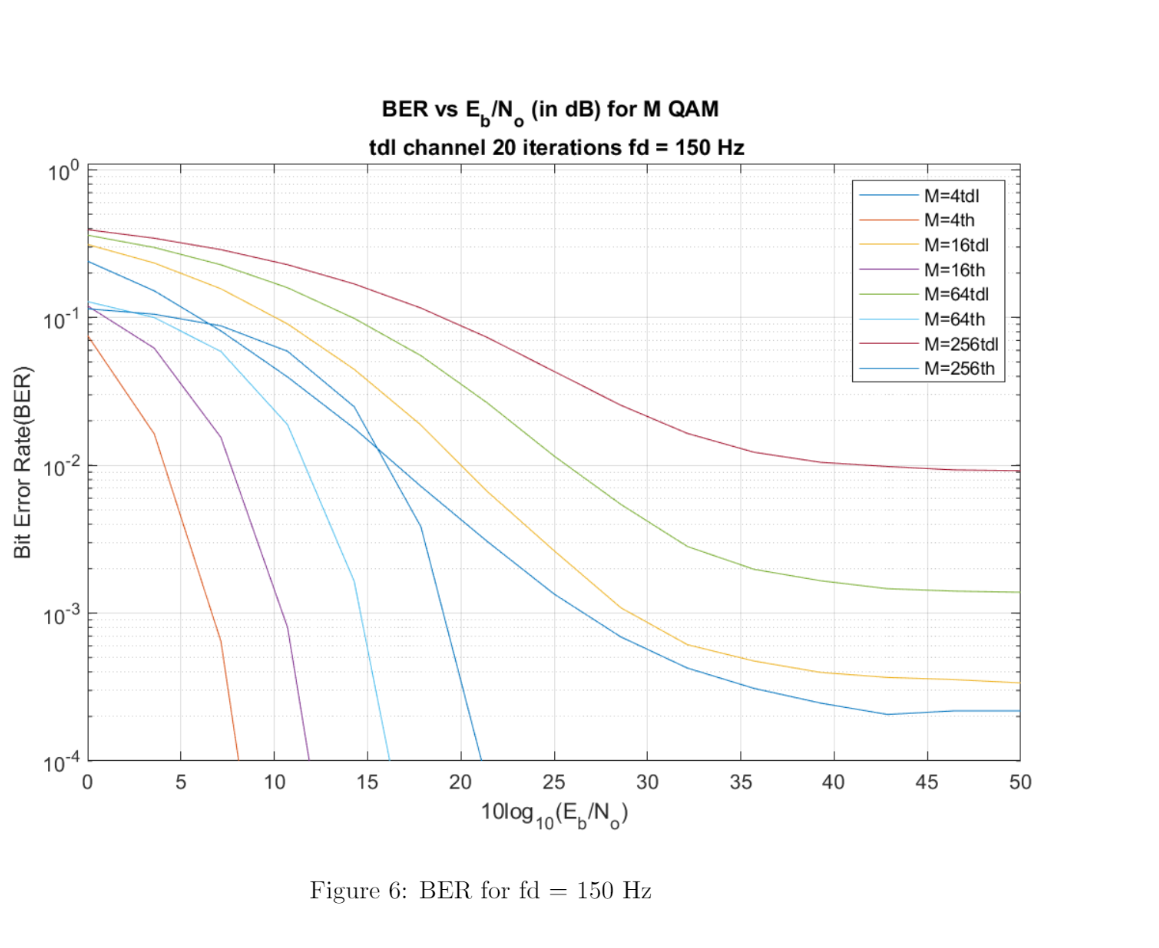 BER vs E_b/N_o (in dB) for M QAM
tdl channel 20 iterations fd = 150 Hz
10^0
10^-1
10^-2
10^-3
10^-4
Bit Error Rate(BER)
M=4tdl
M=4th
M=16tdl
M=16th
M=64tdl
M=64th
M=256tdl
M=256th
0 5 10 15 20 25 30 35 40 45 50
10log_10(E_b/N_o)
Figure 6: BER for fd = 150 Hz